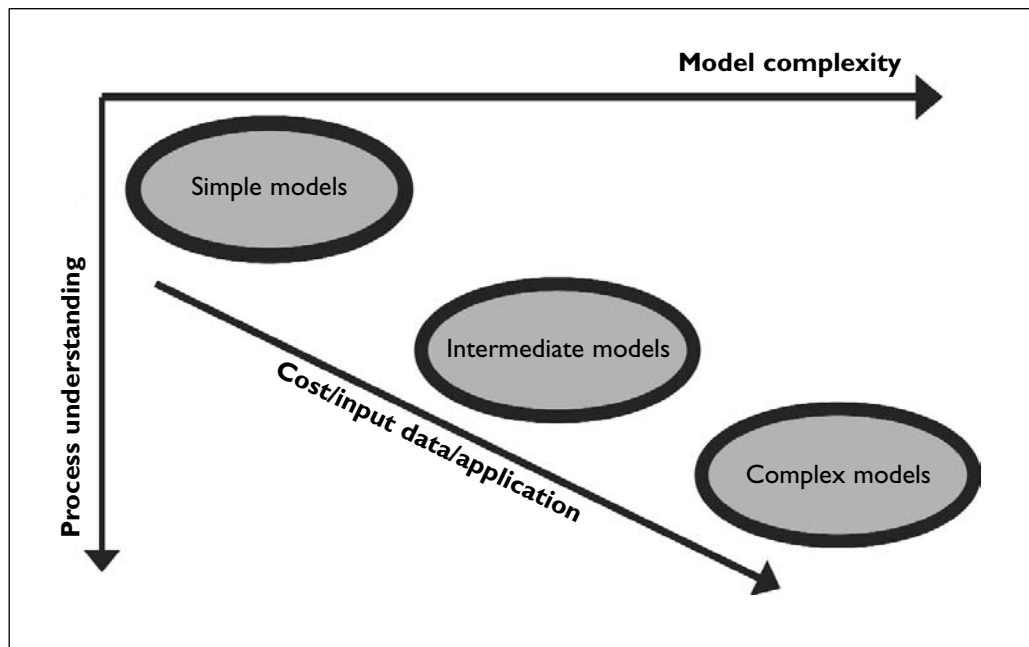 Model complexity
Simple models
Process understanding
Intermediate models
Cost/input data/application
Complex models